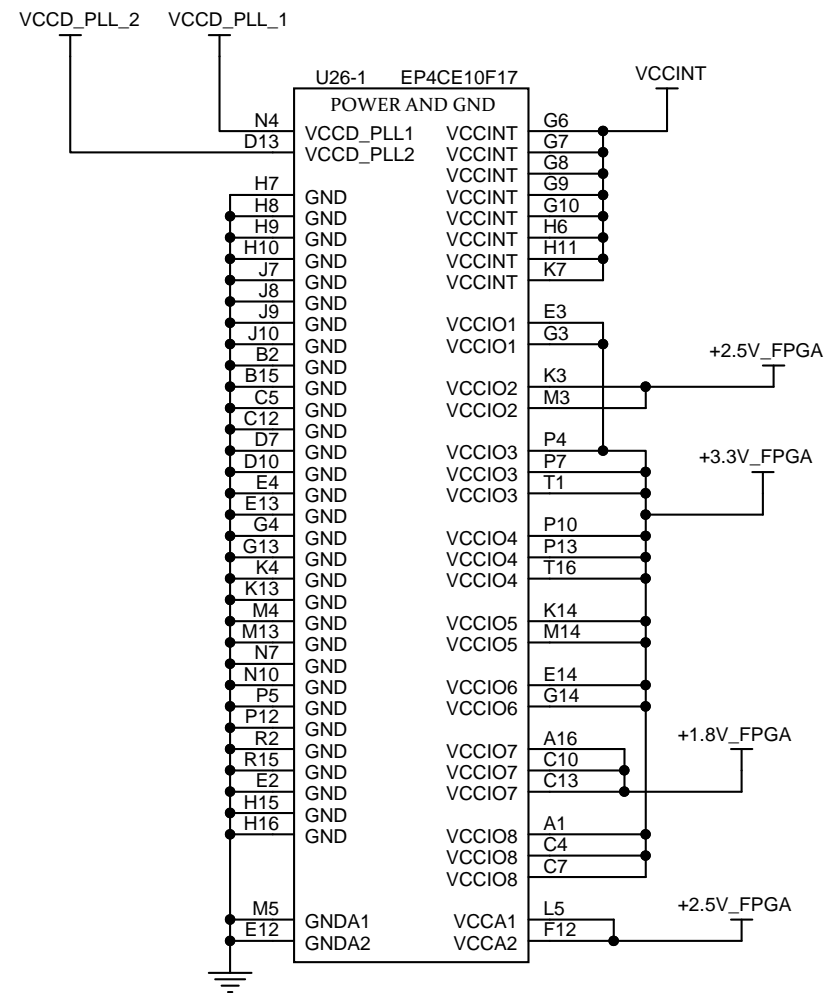 VCCD_PLL_2 VCCD_PLL_1
U26-1 EP4CE10F17 VCCINT
POWER AND GND
N4 VCCD_PLL1 VCCINT G6
D13 VCCD_PLL2 VCCINT G7
VCCINT G8
H7 GND VCCINT G9
H8 GND VCCINT G10
H9 GND VCCINT H6
H10 GND VCCINT H11
J7 GND VCCINT K7
J8 GND
J9 GND VCCIO1 E3
J10 GND VCCIO1 G3
+2.5V_FPGA
B2 GND
B15 GND VCCIO2 K3
C5 GND VCCIO2 M3
C12 GND
D7 GND VCCIO3 P4
+3.3V_FPGA
D10 GND VCCIO3 P7
E4 GND VCCIO3 T1
E13 GND
G4 GND VCCIO4 P10
G13 GND VCCIO4 P13
K4 GND VCCIO4 T16
K13 GND
M4 GND VCCIO5 K14
M13 GND VCCIO5 M14
N7 GND
N10 GND VCCIO6 E14
P5 GND VCCIO6 G14
P12 GND
+1.8V_FPGA
R2 GND VCCIO7 A16
R15 GND VCCIO7 C10
E2 GND VCCIO7 C13
H15 GND
H16 GND VCCIO8 A1
VCCIO8 C4
VCCIO8 C7
+2.5V_FPGA
M5 GNDA1 VCCA1 L5
E12 GNDA2 VCCA2 F12